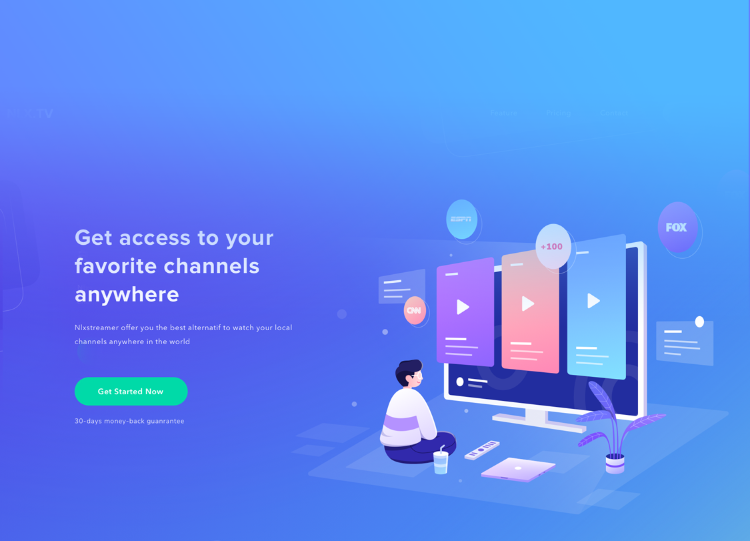 TV
Get access to your
favorite channels
anywhere
Nixstreamer offer you the best alternatif to watch your local
channels anywhere in the world
Get Started Now
30-days money-back guanrantee
ESPN
+100
FOX
CNN